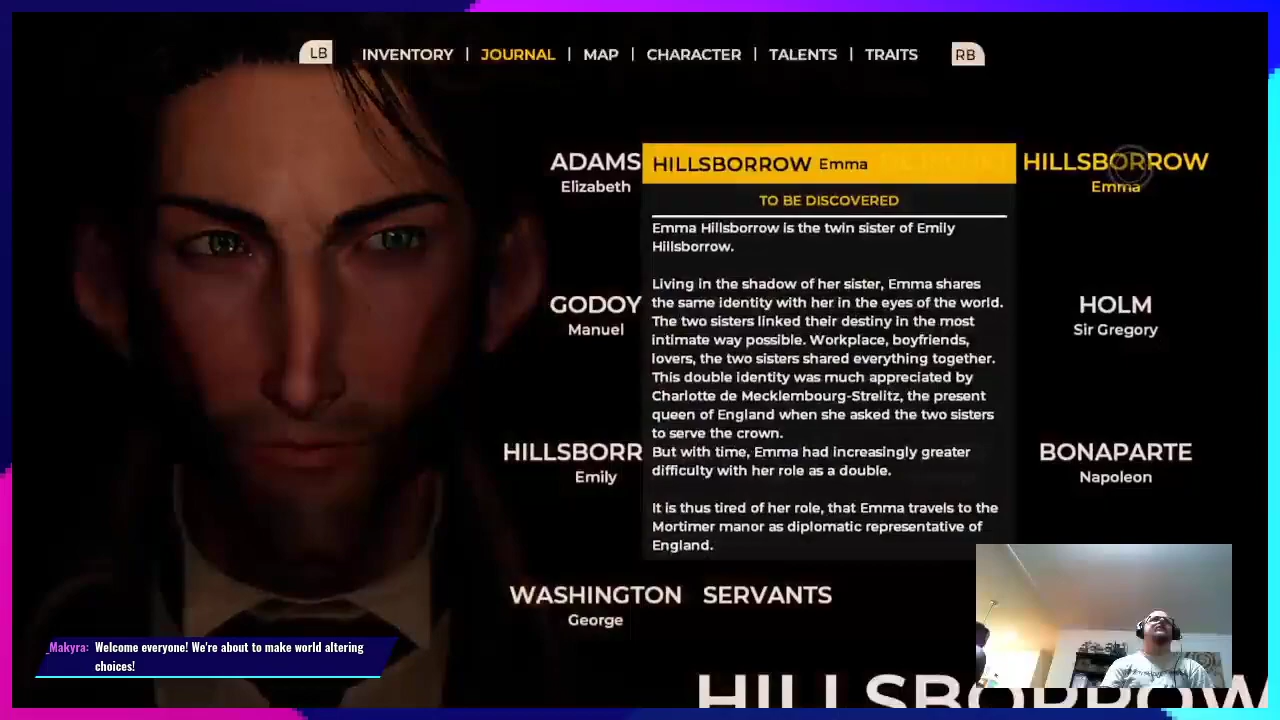 LB INVENTORY | JOURNAL | MAP | CHARACTER | TALENTS | TRAITS RB
ADAMS
Elizabeth
HILLSBORROW Emma
HILLSBORROW
Emma
TO BE DISCOVERED
Emma Hillsborrow is the twin sister of Emily
Hillsborrow.
Living in the shadow of her sister, Emma shares
the same identity with her in the eyes of the world.
The two sisters linked their destiny in the most
intimate way possible. Workplace, boyfriends,
lovers, the two sisters shared everything together.
This double identity was much appreciated by
Charlotte de Mecklembourg-Strelitz, the present
queen of England when she asked the two sisters
to serve the crown.
But with time, Emma had increasingly greater
difficulty with her role as a double.
It is thus tired of her role, that Emma travels to the
Mortimer manor as diplomatic representative of
England.
GODOY
Manuel
HOLM
Sir Gregory
HILLSBORR
Emily
BONAPARTE
Napoleon
WASHINGTON
George
SERVANTS
HILLSBORROW
_Makyra: Welcome everyone! We're about to make world altering
choices!